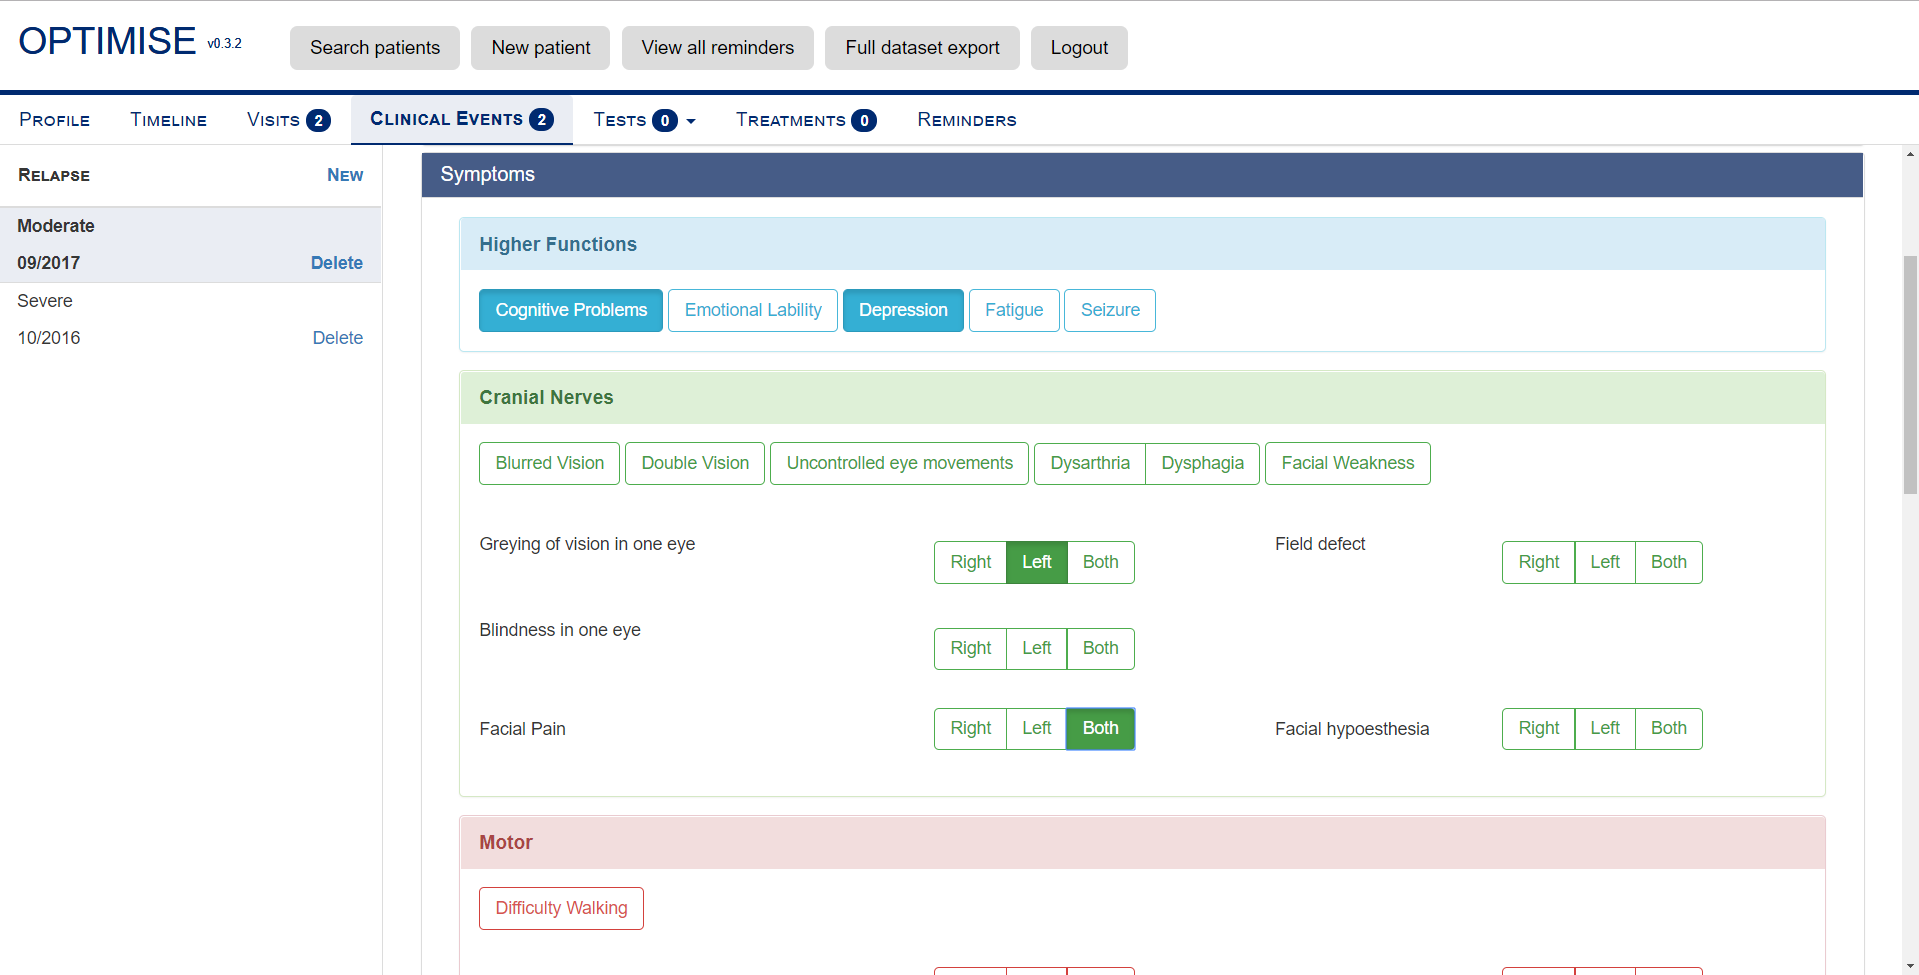 OPTIMISE v0.3.2 Search patients New patient View all reminders Full dataset export Logout
PROFILE TIMELINE VISITS 2 CLINICAL EVENTS 2 TESTS 0 TREATMENTS 0 REMINDERS
RELAPSE NEW
Moderate
09/2017 Delete
Severe
10/2016 Delete
Symptoms
Higher Functions
Cognitive Problems Emotional Lability Depression Fatigue Seizure
Cranial Nerves
Blurred Vision Double Vision Uncontrolled eye movements Dysarthria Dysphagia Facial Weakness
Greying of vision in one eye Right Left Both Field defect Right Left Both
Blindness in one eye Right Left Both
Facial Pain Right Left Both Facial hypoesthesia Right Left Both
Motor
Difficulty Walking